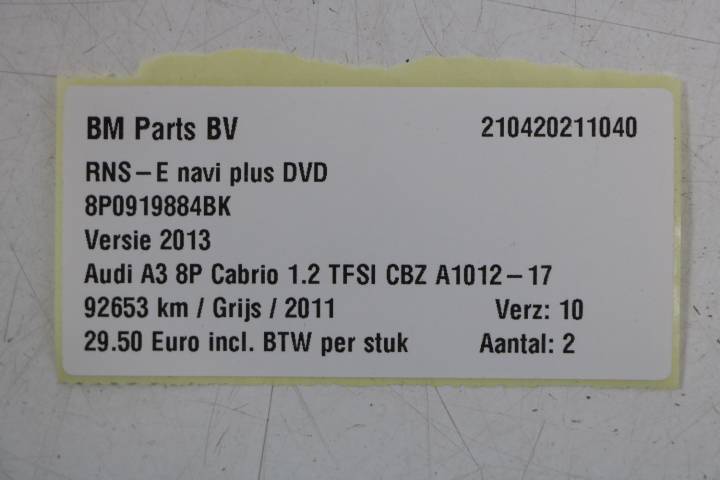 BM Parts BV 210420211040
RNS-E navi plus DVD
8P0919884BK
Versie 2013
Audi A3 8P Cabrio 1.2 TFSI CBZ A1012-17
92653 km / Grijs / 2011 Verz: 10
29.50 Euro incl. BTW per stuk Aantal: 2